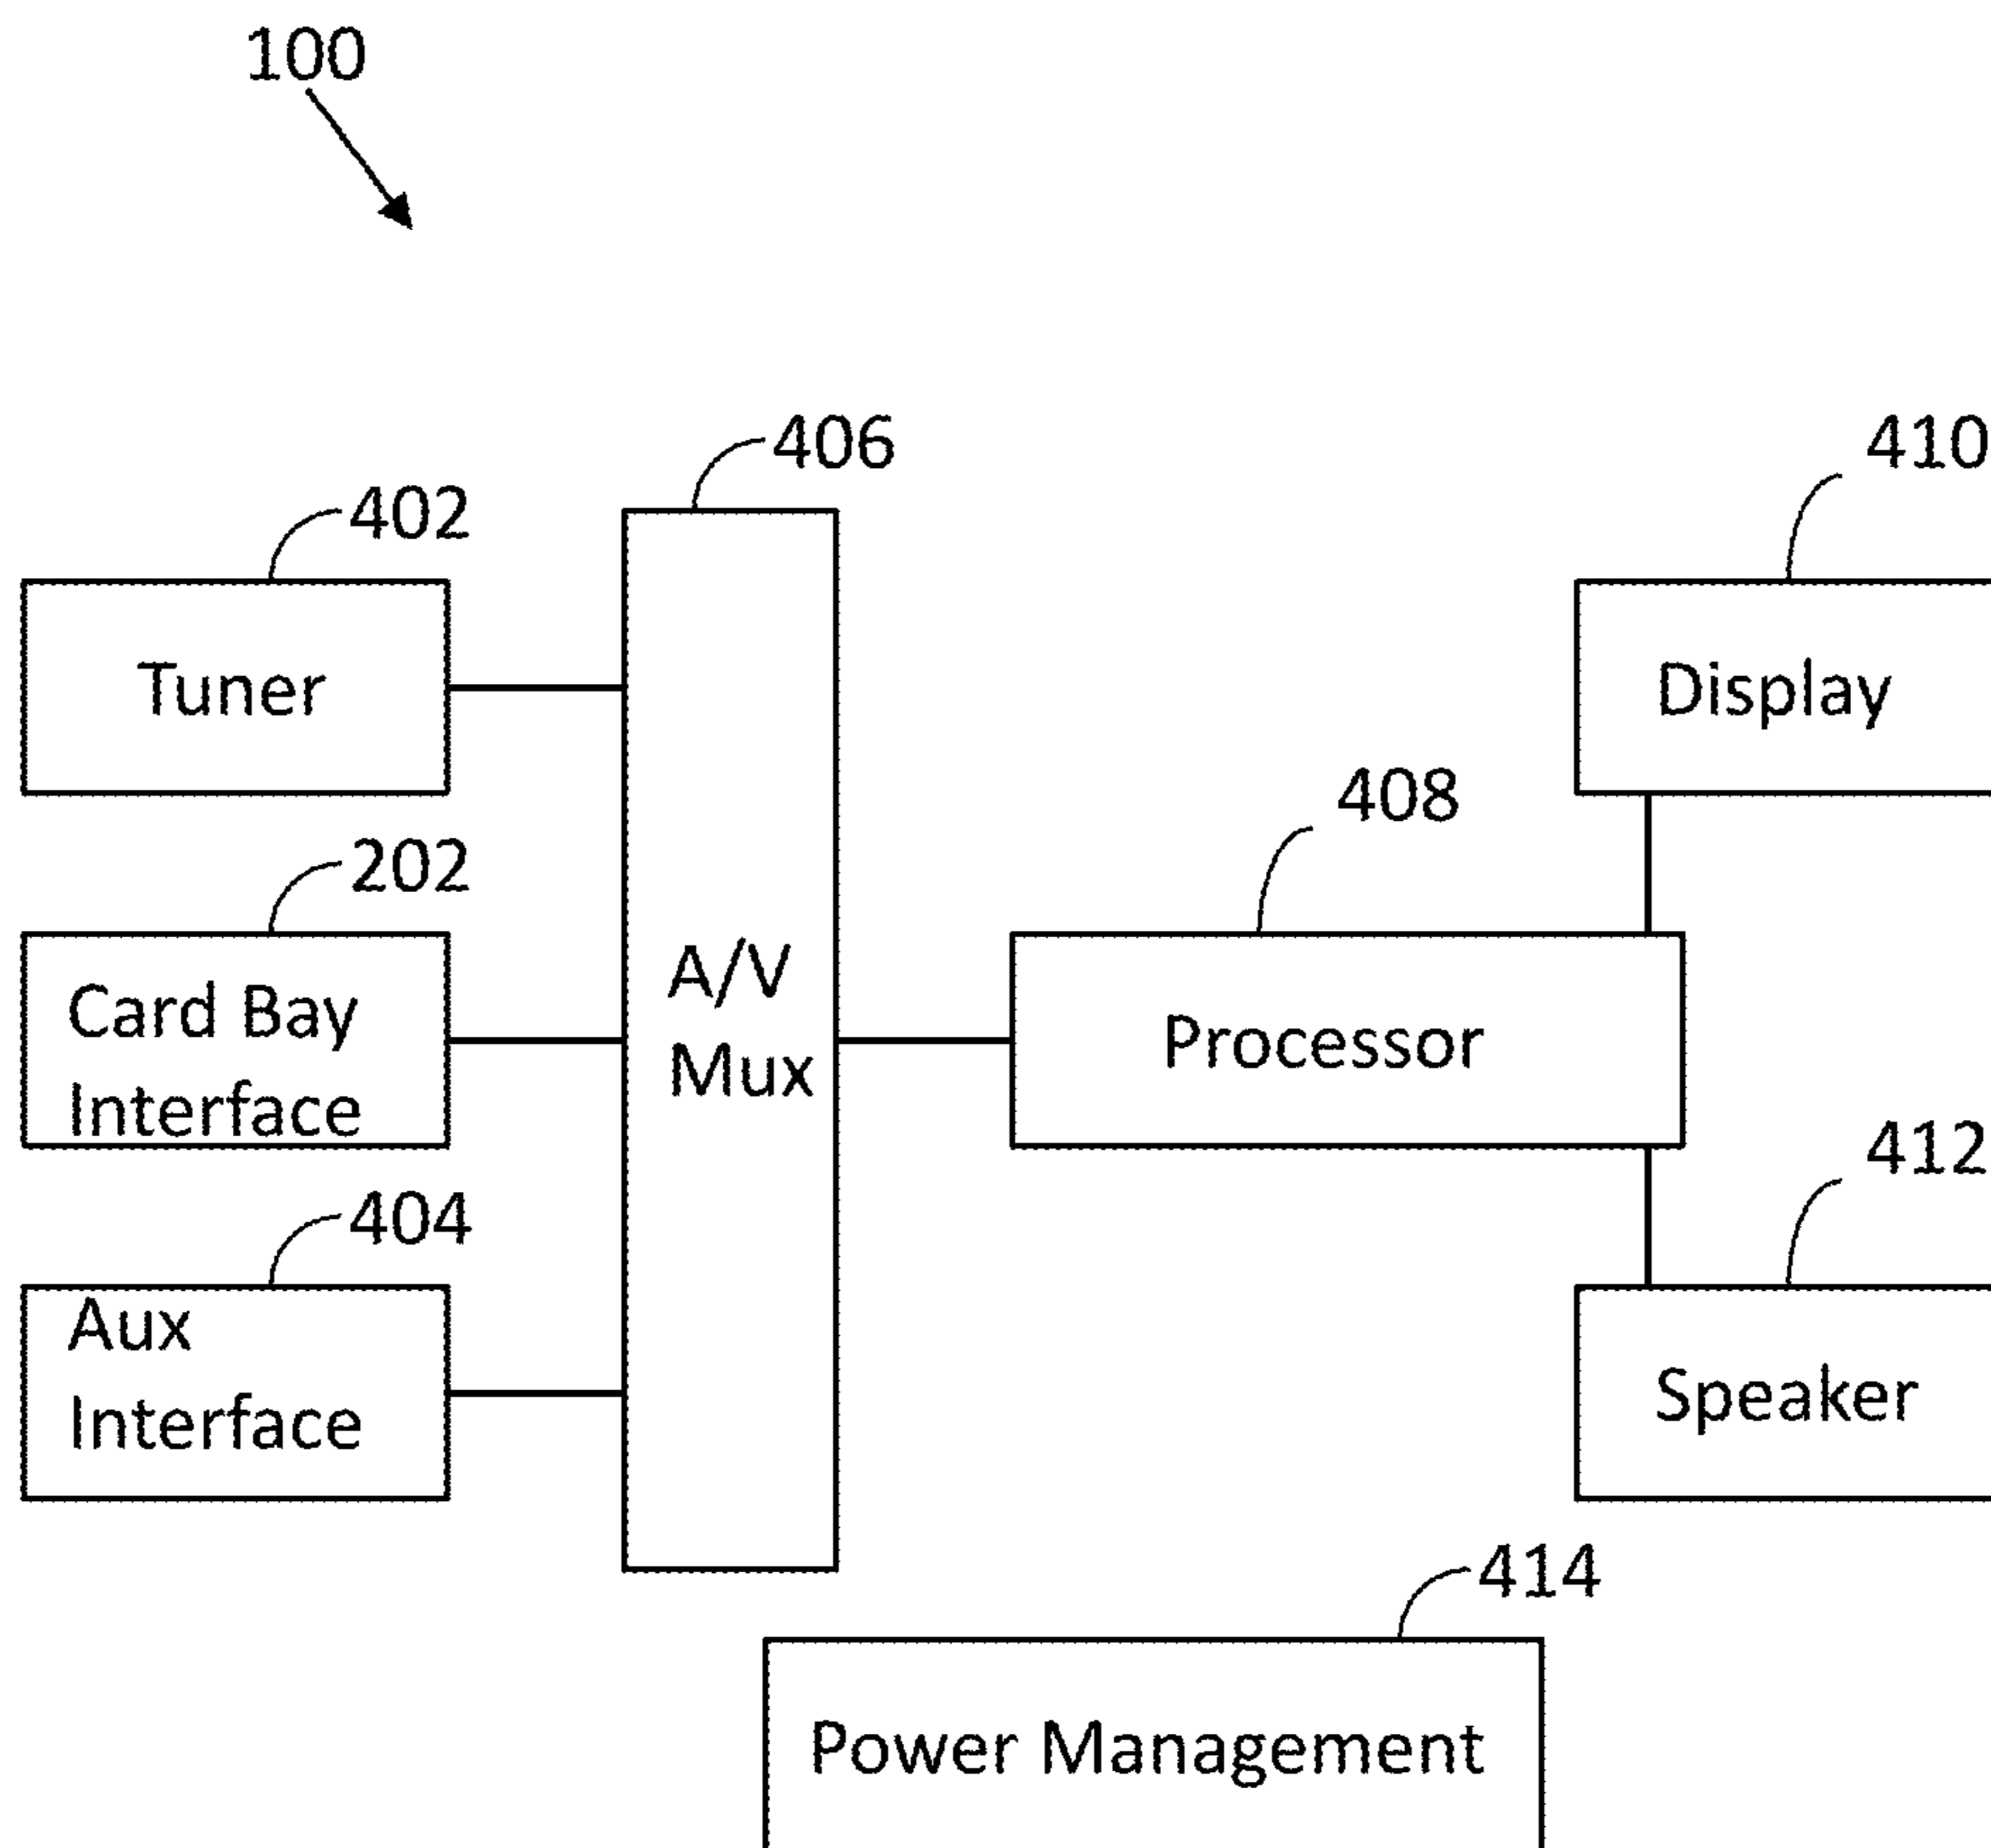 100
406
410
402
Tuner
Display
408
202
A/V
Mux
Card Bay
Interface
Processor
412
404
Aux
Interface
Speaker
414
Power Management